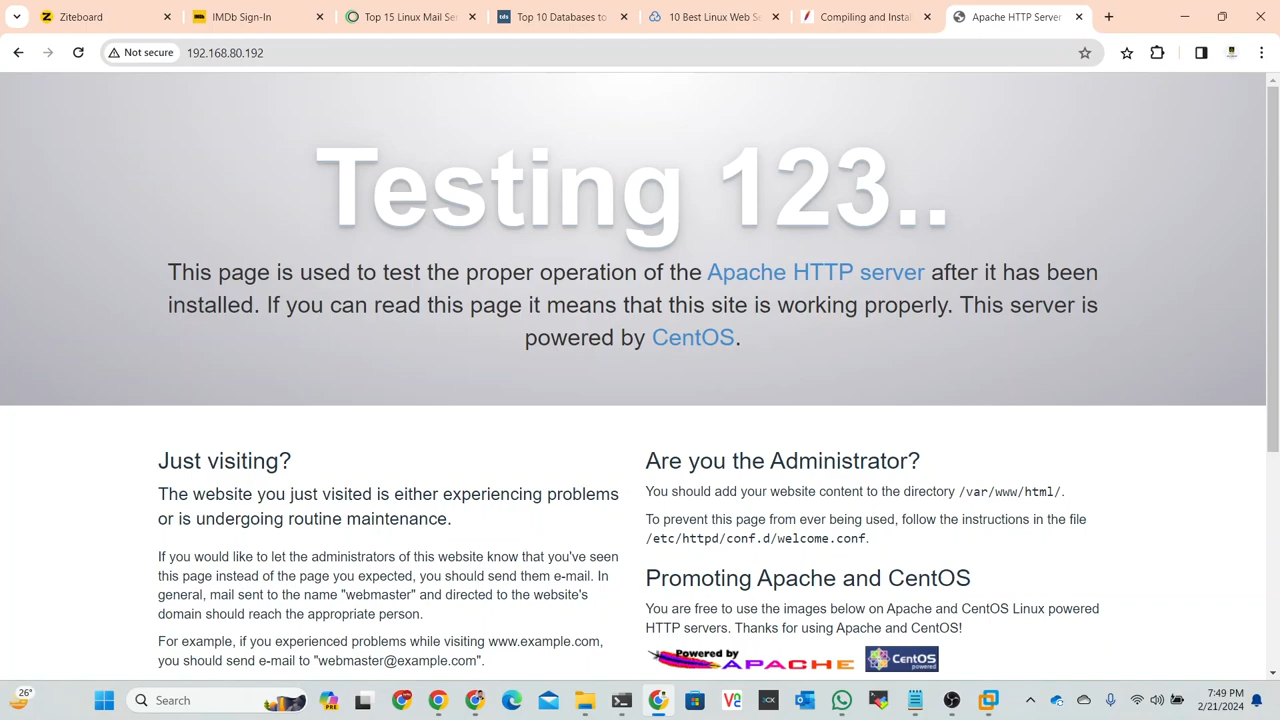 Ziteboard
IMDb Sign-In
Top 15 Linux Mail Se
Top 10 Databases to
10 Best Linux Web Se
Compiling and Instal
Apache HTTP Server
Not secure
192.168.80.192
Testing 123..
This page is used to test the proper operation of the Apache HTTP server after it has been
installed. If you can read this page it means that this site is working properly. This server is
powered by CentOS.
Just visiting?
The website you just visited is either experiencing problems
or is undergoing routine maintenance.
If you would like to let the administrators of this website know that you've seen
this page instead of the page you expected, you should send them e-mail. In
general, mail sent to the name "webmaster" and directed to the website's
domain should reach the appropriate person.
For example, if you experienced problems while visiting www.example.com,
you should send e-mail to "webmaster@example.com".
Are you the Administrator?
You should add your website content to the directory /var/www/html/.
To prevent this page from ever being used, follow the instructions in the file
/etc/httpd/conf.d/welcome.conf.
Promoting Apache and CentOS
You are free to use the images below on Apache and CentOS Linux powered
HTTP servers. Thanks for using Apache and CentOS!
Powered by
APACHE
CentOS
powered
26°
Search
7:49 PM
2/21/2024